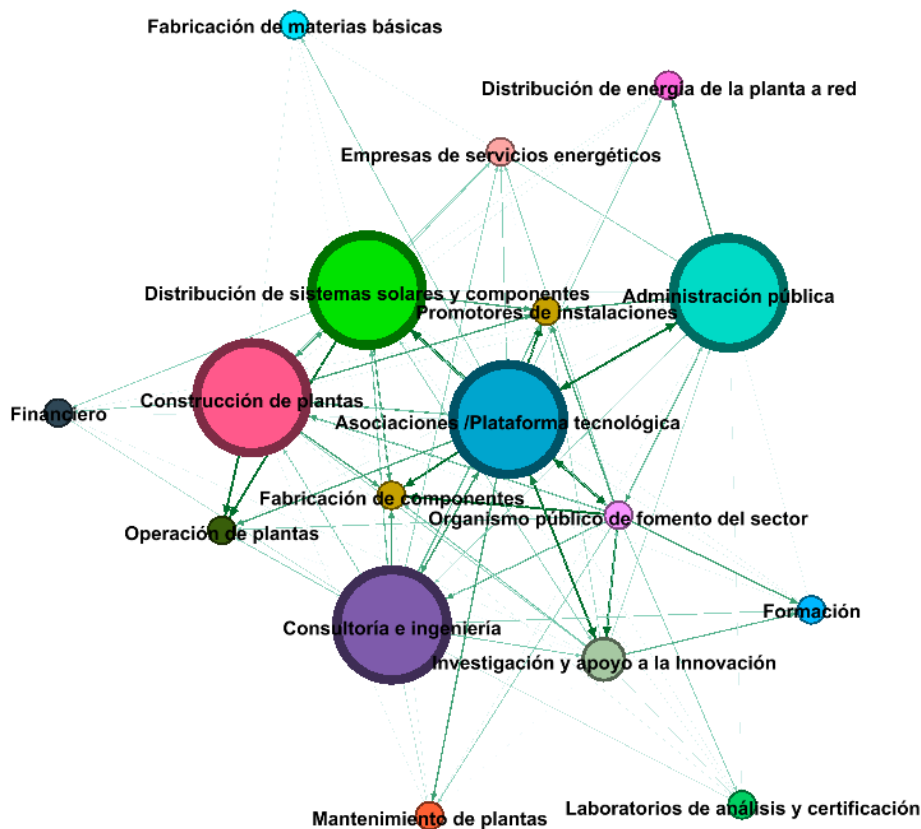 Fabricación de materias básicas
Distribución de energía de la planta a red
Empresas de servicios energéticos
Distribución de sistemas solares y componentes
Administración pública
Promotores de instalaciones
Construcción de plantas
Financiero
Asociaciones /Plataforma tecnológica
Fabricación de componentes
Organismo público de fomento del sector
Operación de plantas
Formación
Consultoría e ingeniería
Investigación y apoyo a la Innovación
Laboratorios de análisis y certificación
Mantenimiento de plantas